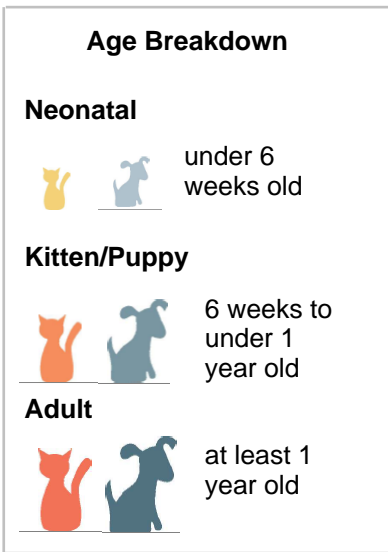 Age Breakdown
Neonatal
under 6
weeks old
Kitten/Puppy
6 weeks to
under 1
year old
Adult
at least 1
year old